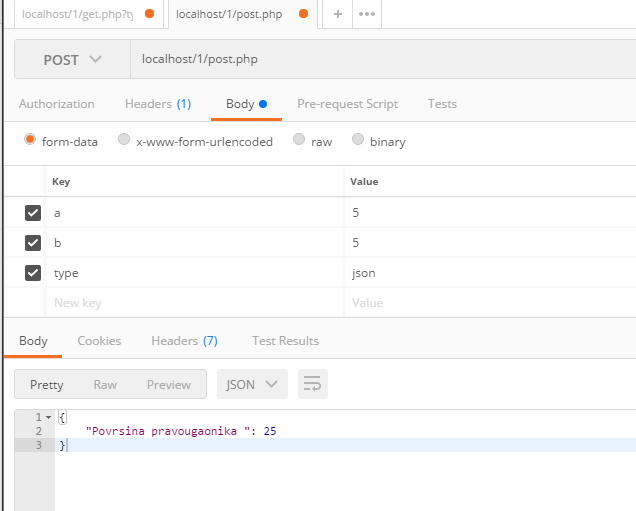 localhost/1/get.php?ty localhost/1/post.php + •••
POST localhost/1/post.php
Authorization Headers (1) Body Pre-request Script Tests
form-data x-www-form-urlencoded raw binary
Key Value
a 5
b 5
type json
New key Value
Body Cookies Headers (7) Test Results
Pretty Raw Preview JSON
1 {
2 "Povrsina pravougaonika ": 25
3 }